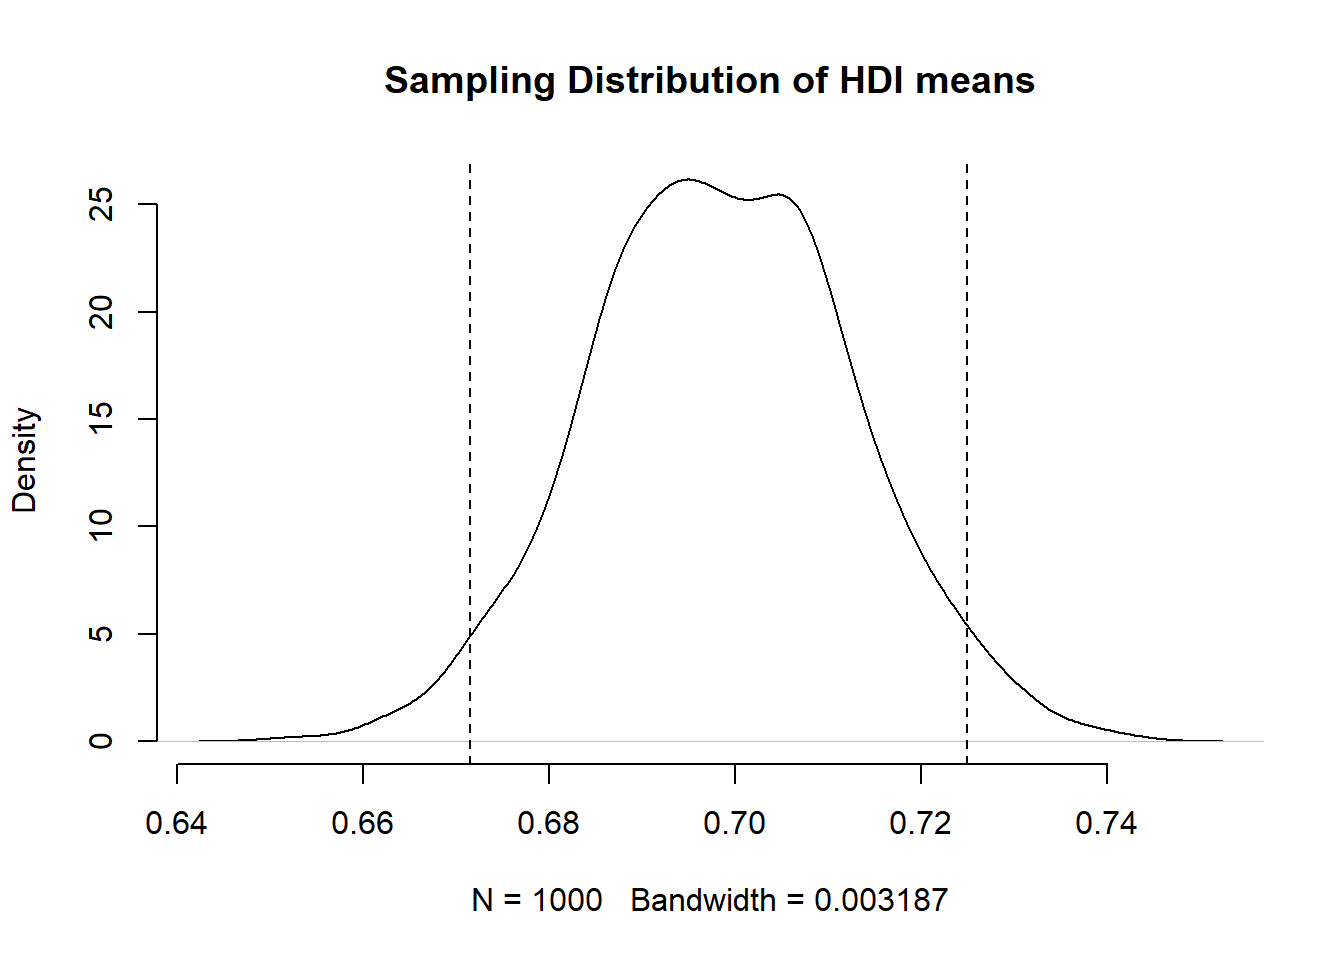 Sampling Distribution of HDI means
Density
25
20
15
10
5
0
0.64 0.66 0.68 0.70 0.72 0.74
N = 1000   Bandwidth = 0.003187